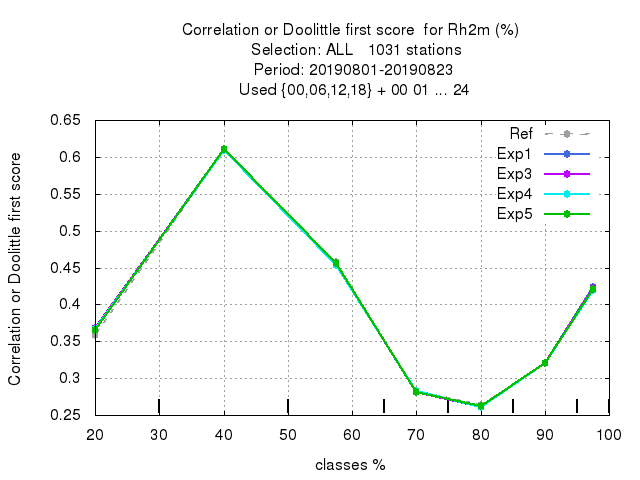 Correlation or Doolittle first score  for Rh2m (%)
Selection: ALL   1031 stations
Period: 20190801-20190823
Used {00,06,12,18} + 00 01 ... 24
Correlation or Doolittle first score
0.65
0.6
0.55
0.5
0.45
0.4
0.35
0.3
0.25
Ref
Exp1
Exp3
Exp4
Exp5
20 30 40 50 60 70 80 90 100
classes %